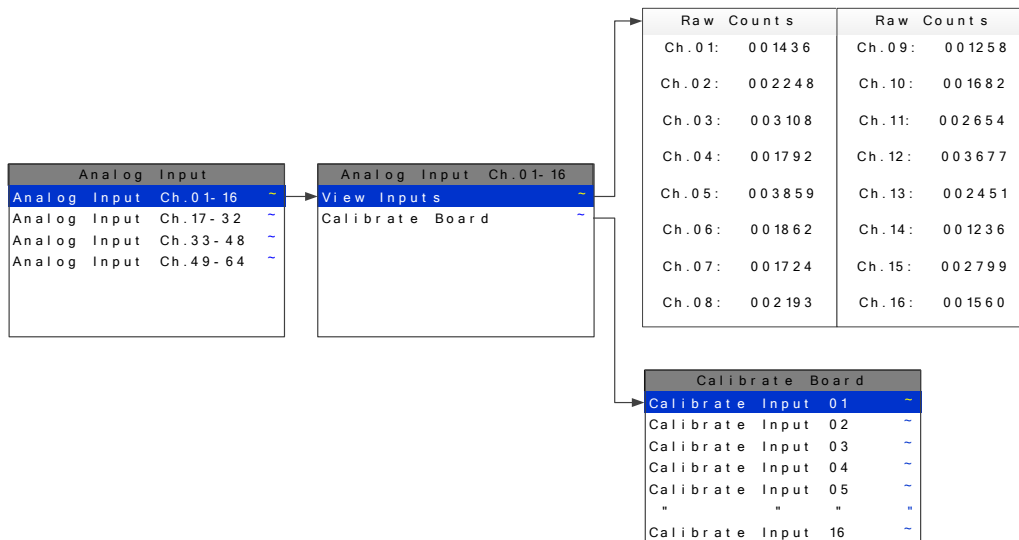 Analog Input
Analog Input Ch.01-16 ~
Analog Input Ch.17-32 ~
Analog Input Ch.33-48 ~
Analog Input Ch.49-64 ~
Analog Input Ch.01-16
View Inputs ~
Calibrate Board ~
Raw Counts Raw Counts
Ch.01: 001436 Ch.09: 001258
Ch.02: 002248 Ch.10: 001682
Ch.03: 003108 Ch.11: 002654
Ch.04: 001792 Ch.12: 003677
Ch.05: 003859 Ch.13: 002451
Ch.06: 001862 Ch.14: 001236
Ch.07: 001724 Ch.15: 002799
Ch.08: 002193 Ch.16: 001560
Calibrate Board
Calibrate Input 01 ~
Calibrate Input 02 ~
Calibrate Input 03 ~
Calibrate Input 04 ~
Calibrate Input 05 ~
" " " "
Calibrate Input 16 ~